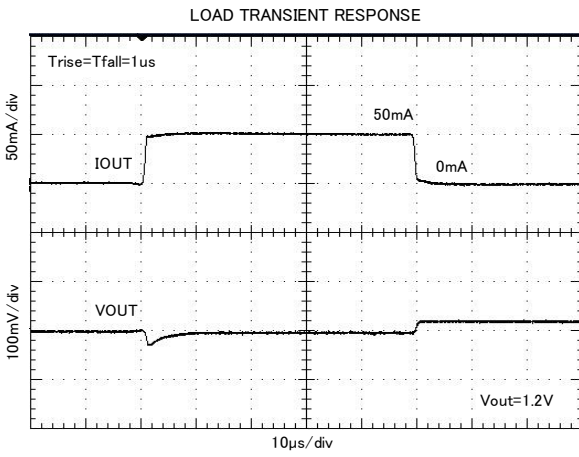 LOAD TRANSIENT RESPONSE
Trise=Tfall=1us
50mA/div
50mA
IOUT
0mA
100mV/div
VOUT
Vout=1.2V
10μs/div